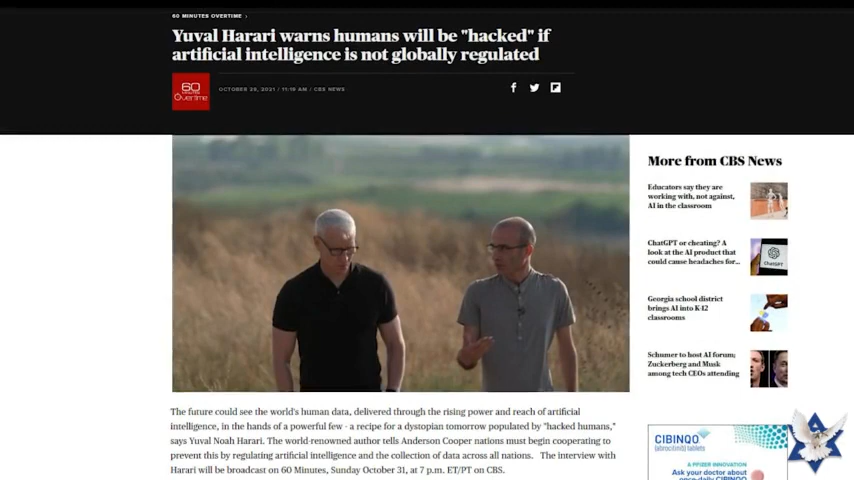 60 MINUTES OVERTIME ›
Yuval Harari warns humans will be "hacked" if
artificial intelligence is not globally regulated
60
MINUTES
Overtime
OCTOBER 28, 2021 / 11:18 AM / CBS NEWS
More from CBS News
Educators say they are
working with, not against,
AI in the classroom
ChatGPT or cheating? A
look at the AI product that
could cause headaches for...
ChatGPT
Georgia school district
brings AI into K-12
classrooms
Schumer to host AI forum;
Zuckerberg and Musk
among tech CEOs attending
The future could see the world's human data, delivered through the rising power and reach of artificial
intelligence, in the hands of a powerful few - a recipe for a dystopian tomorrow populated by "hacked humans,"
says Yuval Noah Harari. The world-renowned author tells Anderson Cooper nations must begin cooperating to
prevent this by regulating artificial intelligence and the collection of data across all nations. The interview with
Harari will be broadcast on 60 Minutes, Sunday October 31, at 7 p.m. ET/PT on CBS.
CIBINQO
(abrocitinib) tablets
A PFIZER INNOVATION
Ask your doctor about
once-daily CIBINQO